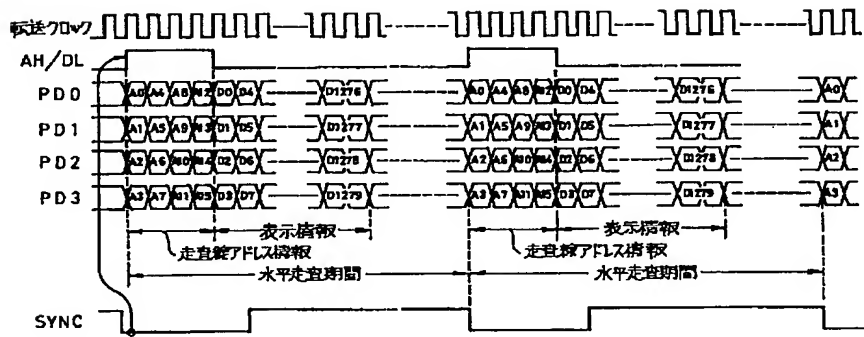 転送クロック
AH/DL
PD0 A0 A4 A8 A12 D0 D4 D1276 A0 A4 A8 A12 D0 D4 D1276 A0
PD1 A1 A5 A9 A13 D1 D5 D1277 A1 A5 A9 A13 D1 D5 D1277 A1
PD2 A2 A6 A10 A14 D2 D6 D1278 A2 A6 A10 A14 D2 D6 D1278 A2
PD3 A3 A7 A11 A15 D3 D7 D1279 A3 A7 A11 A15 D3 D7 D1279 A3
表示情報 表示情報
走査線アドレス情報 走査線アドレス情報
水平走査期間 水平走査期間
SYNC